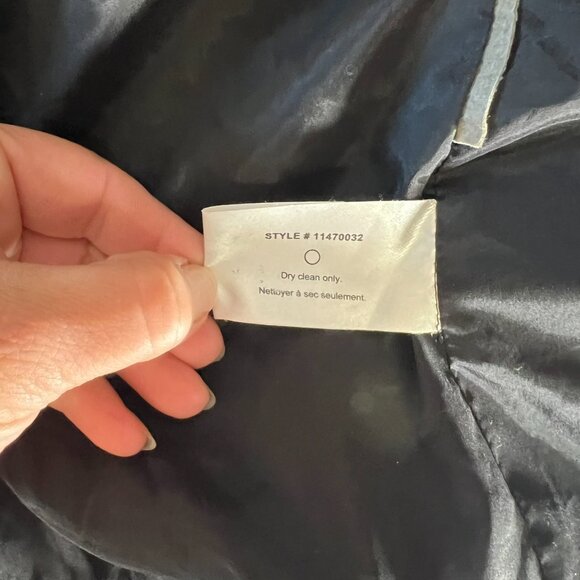 STYLE # 11470032
Dry clean only.
Nettoyer à sec seulement.